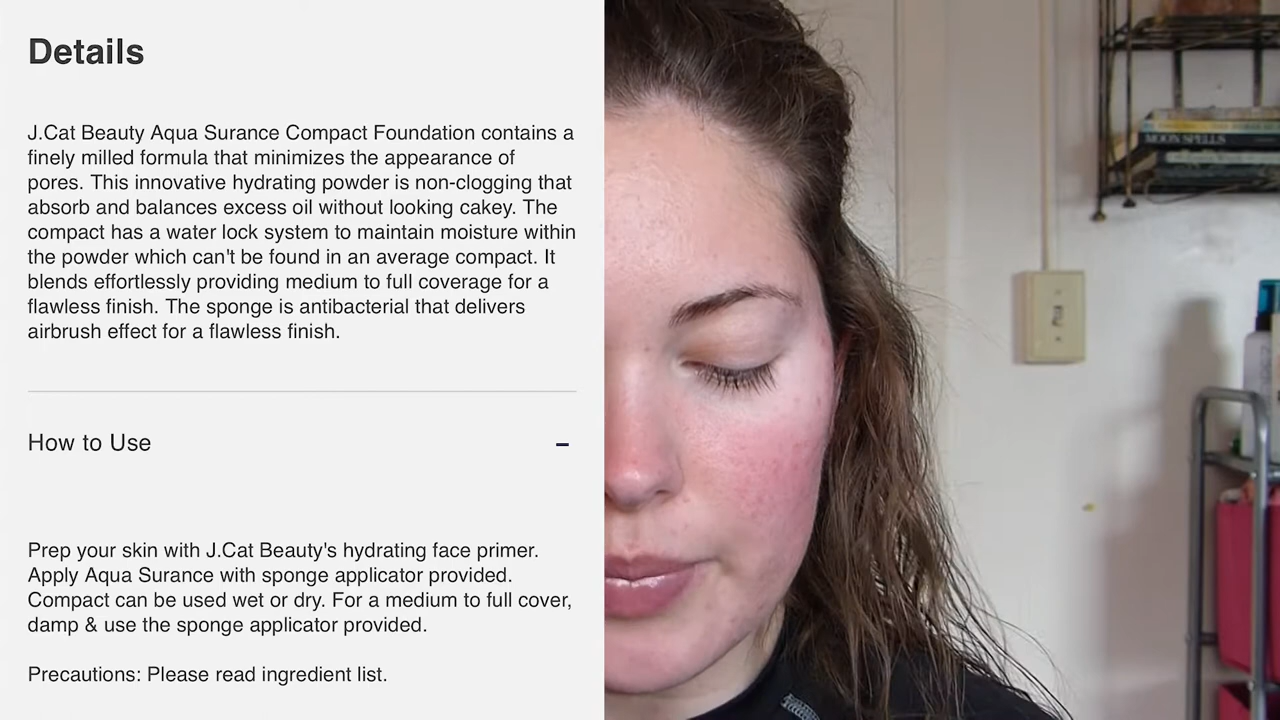 Details
J.Cat Beauty Aqua Surance Compact Foundation contains a
finely milled formula that minimizes the appearance of
pores. This innovative hydrating powder is non-clogging that
absorb and balances excess oil without looking cakey. The
compact has a water lock system to maintain moisture within
the powder which can't be found in an average compact. It
blends effortlessly providing medium to full coverage for a
flawless finish. The sponge is antibacterial that delivers
airbrush effect for a flawless finish.
How to Use –
Prep your skin with J.Cat Beauty's hydrating face primer.
Apply Aqua Surance with sponge applicator provided.
Compact can be used wet or dry. For a medium to full cover,
damp & use the sponge applicator provided.
Precautions: Please read ingredient list.
MOON SPELLS